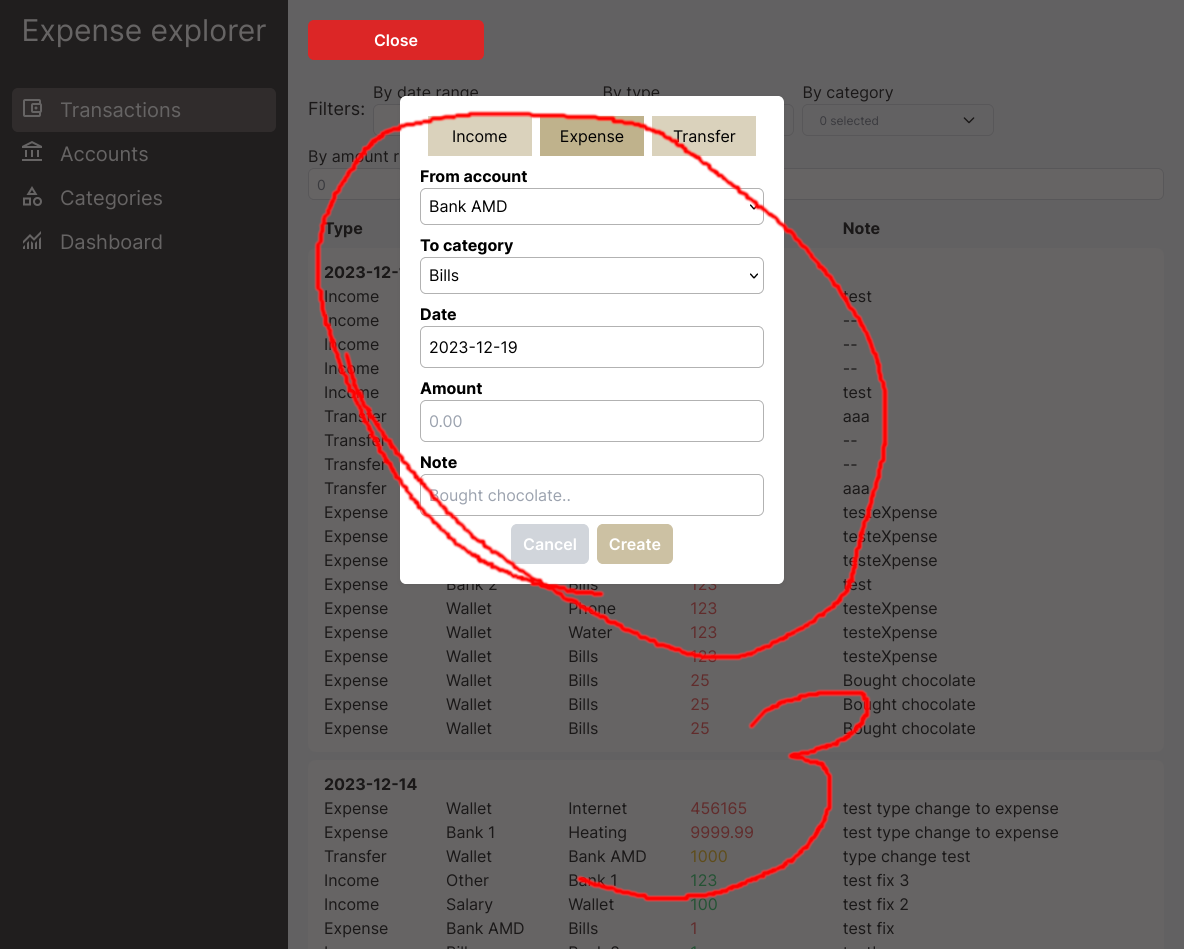 Expense explorer
Close
Transactions
Accounts
Categories
Dashboard
By date range By type By category
Filters:
0 selected
By amount r
0
Income Expense Transfer
From account
Bank AMD
To category
Bills
Date
2023-12-19
Amount
0.00
Note
Bought chocolate..
Cancel Create
Type Note
2023-12-
Income test
Income --
Income --
Income --
Income test
Transfer aaa
Transfer --
Transfer --
Transfer aaa
Expense testeXpense
Expense testeXpense
Expense testeXpense
Expense Bank 2 Bills 123 test
Expense Wallet Phone 123 testeXpense
Expense Wallet Water 123 testeXpense
Expense Wallet Bills 123 testeXpense
Expense Wallet Bills 25 Bought chocolate
Expense Wallet Bills 25 Bought chocolate
Expense Wallet Bills 25 Bought chocolate
3
2023-12-14
Expense Wallet Internet 456165 test type change to expense
Expense Bank 1 Heating 9999.99 test type change to expense
Transfer Wallet Bank AMD 1000 type change test
Income Other Bank 1 123 test fix 3
Income Salary Wallet 100 test fix 2
Expense Bank AMD Bills 1 test fix